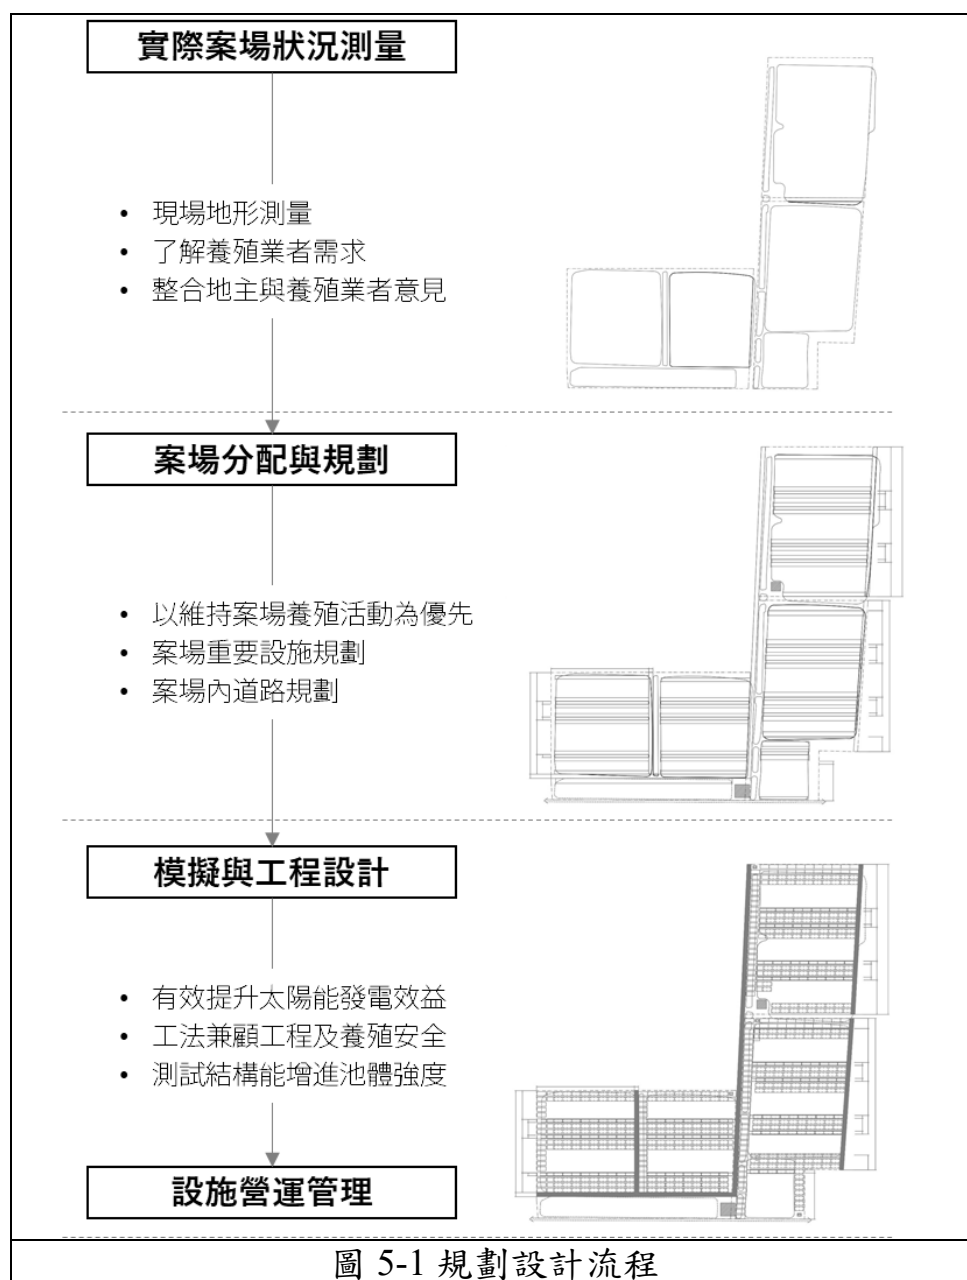 實際案場狀況測量
• 現場地形測量
• 了解養殖業者需求
• 整合地主與養殖業者意見
案場分配與規劃
• 以維持案場養殖活動為優先
• 案場重要設施規劃
• 案場內道路規劃
模擬與工程設計
• 有效提升太陽能發電效益
• 工法兼顧工程及養殖安全
• 測試結構能增進池體強度
設施營運管理
圖 5-1 規劃設計流程